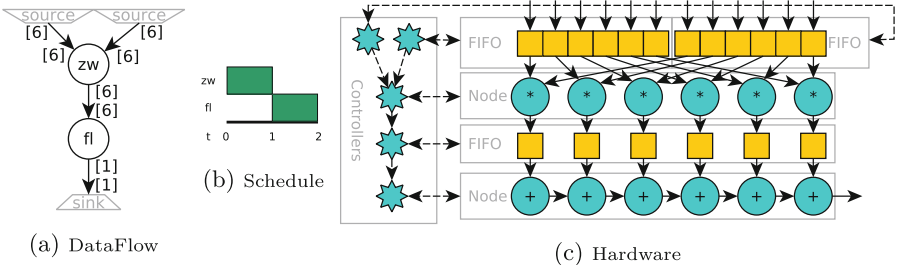 source source
[6] [6]
[6] [6]
zw
[6]
[6]
fl
[1]
[1]
sink
(a) DataFlow
zw
fl
t 0 1 2
(b) Schedule
Controllers
FIFO FIFO
Node * * * * * *
FIFO
Node + + + + + +
(c) Hardware